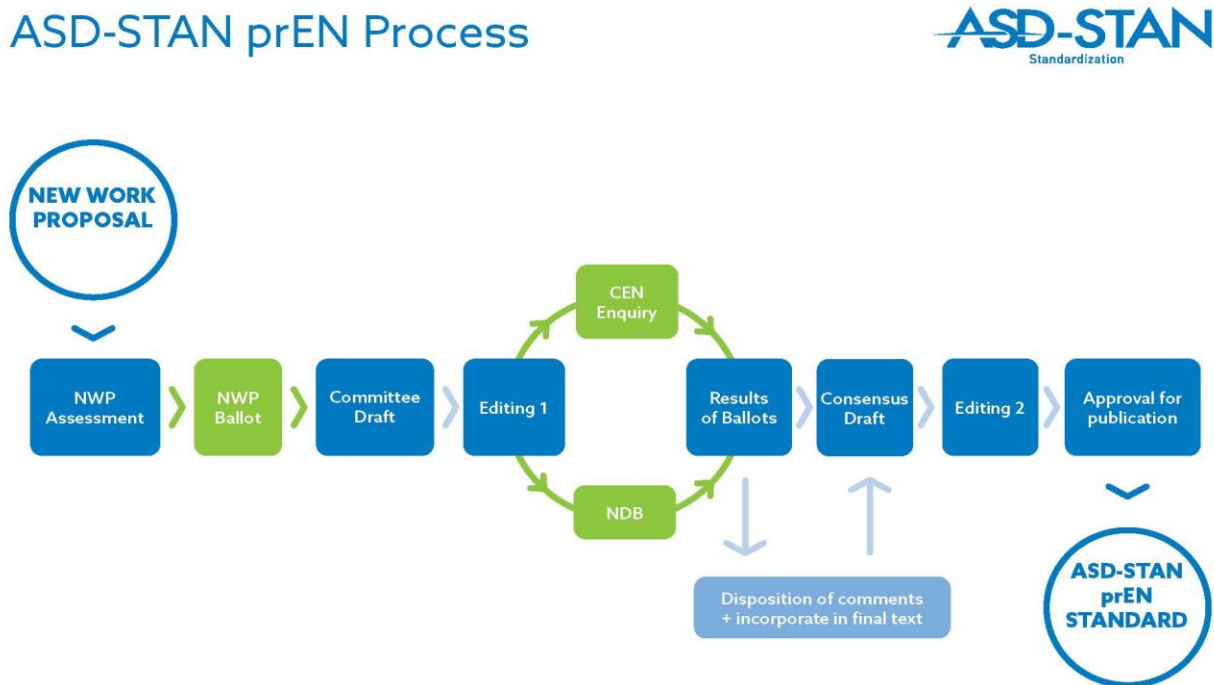 ASD-STAN prEN Process
ASD-STAN
Standardization
NEW WORK
PROPOSAL
NWP
Assessment
NWP
Ballot
Committee
Draft
Editing 1
CEN
Enquiry
NDB
Results
of Ballots
Consensus
Draft
Editing 2
Approval for
publication
Disposition of comments
+ incorporate in final text
ASD-STAN
prEN
STANDARD